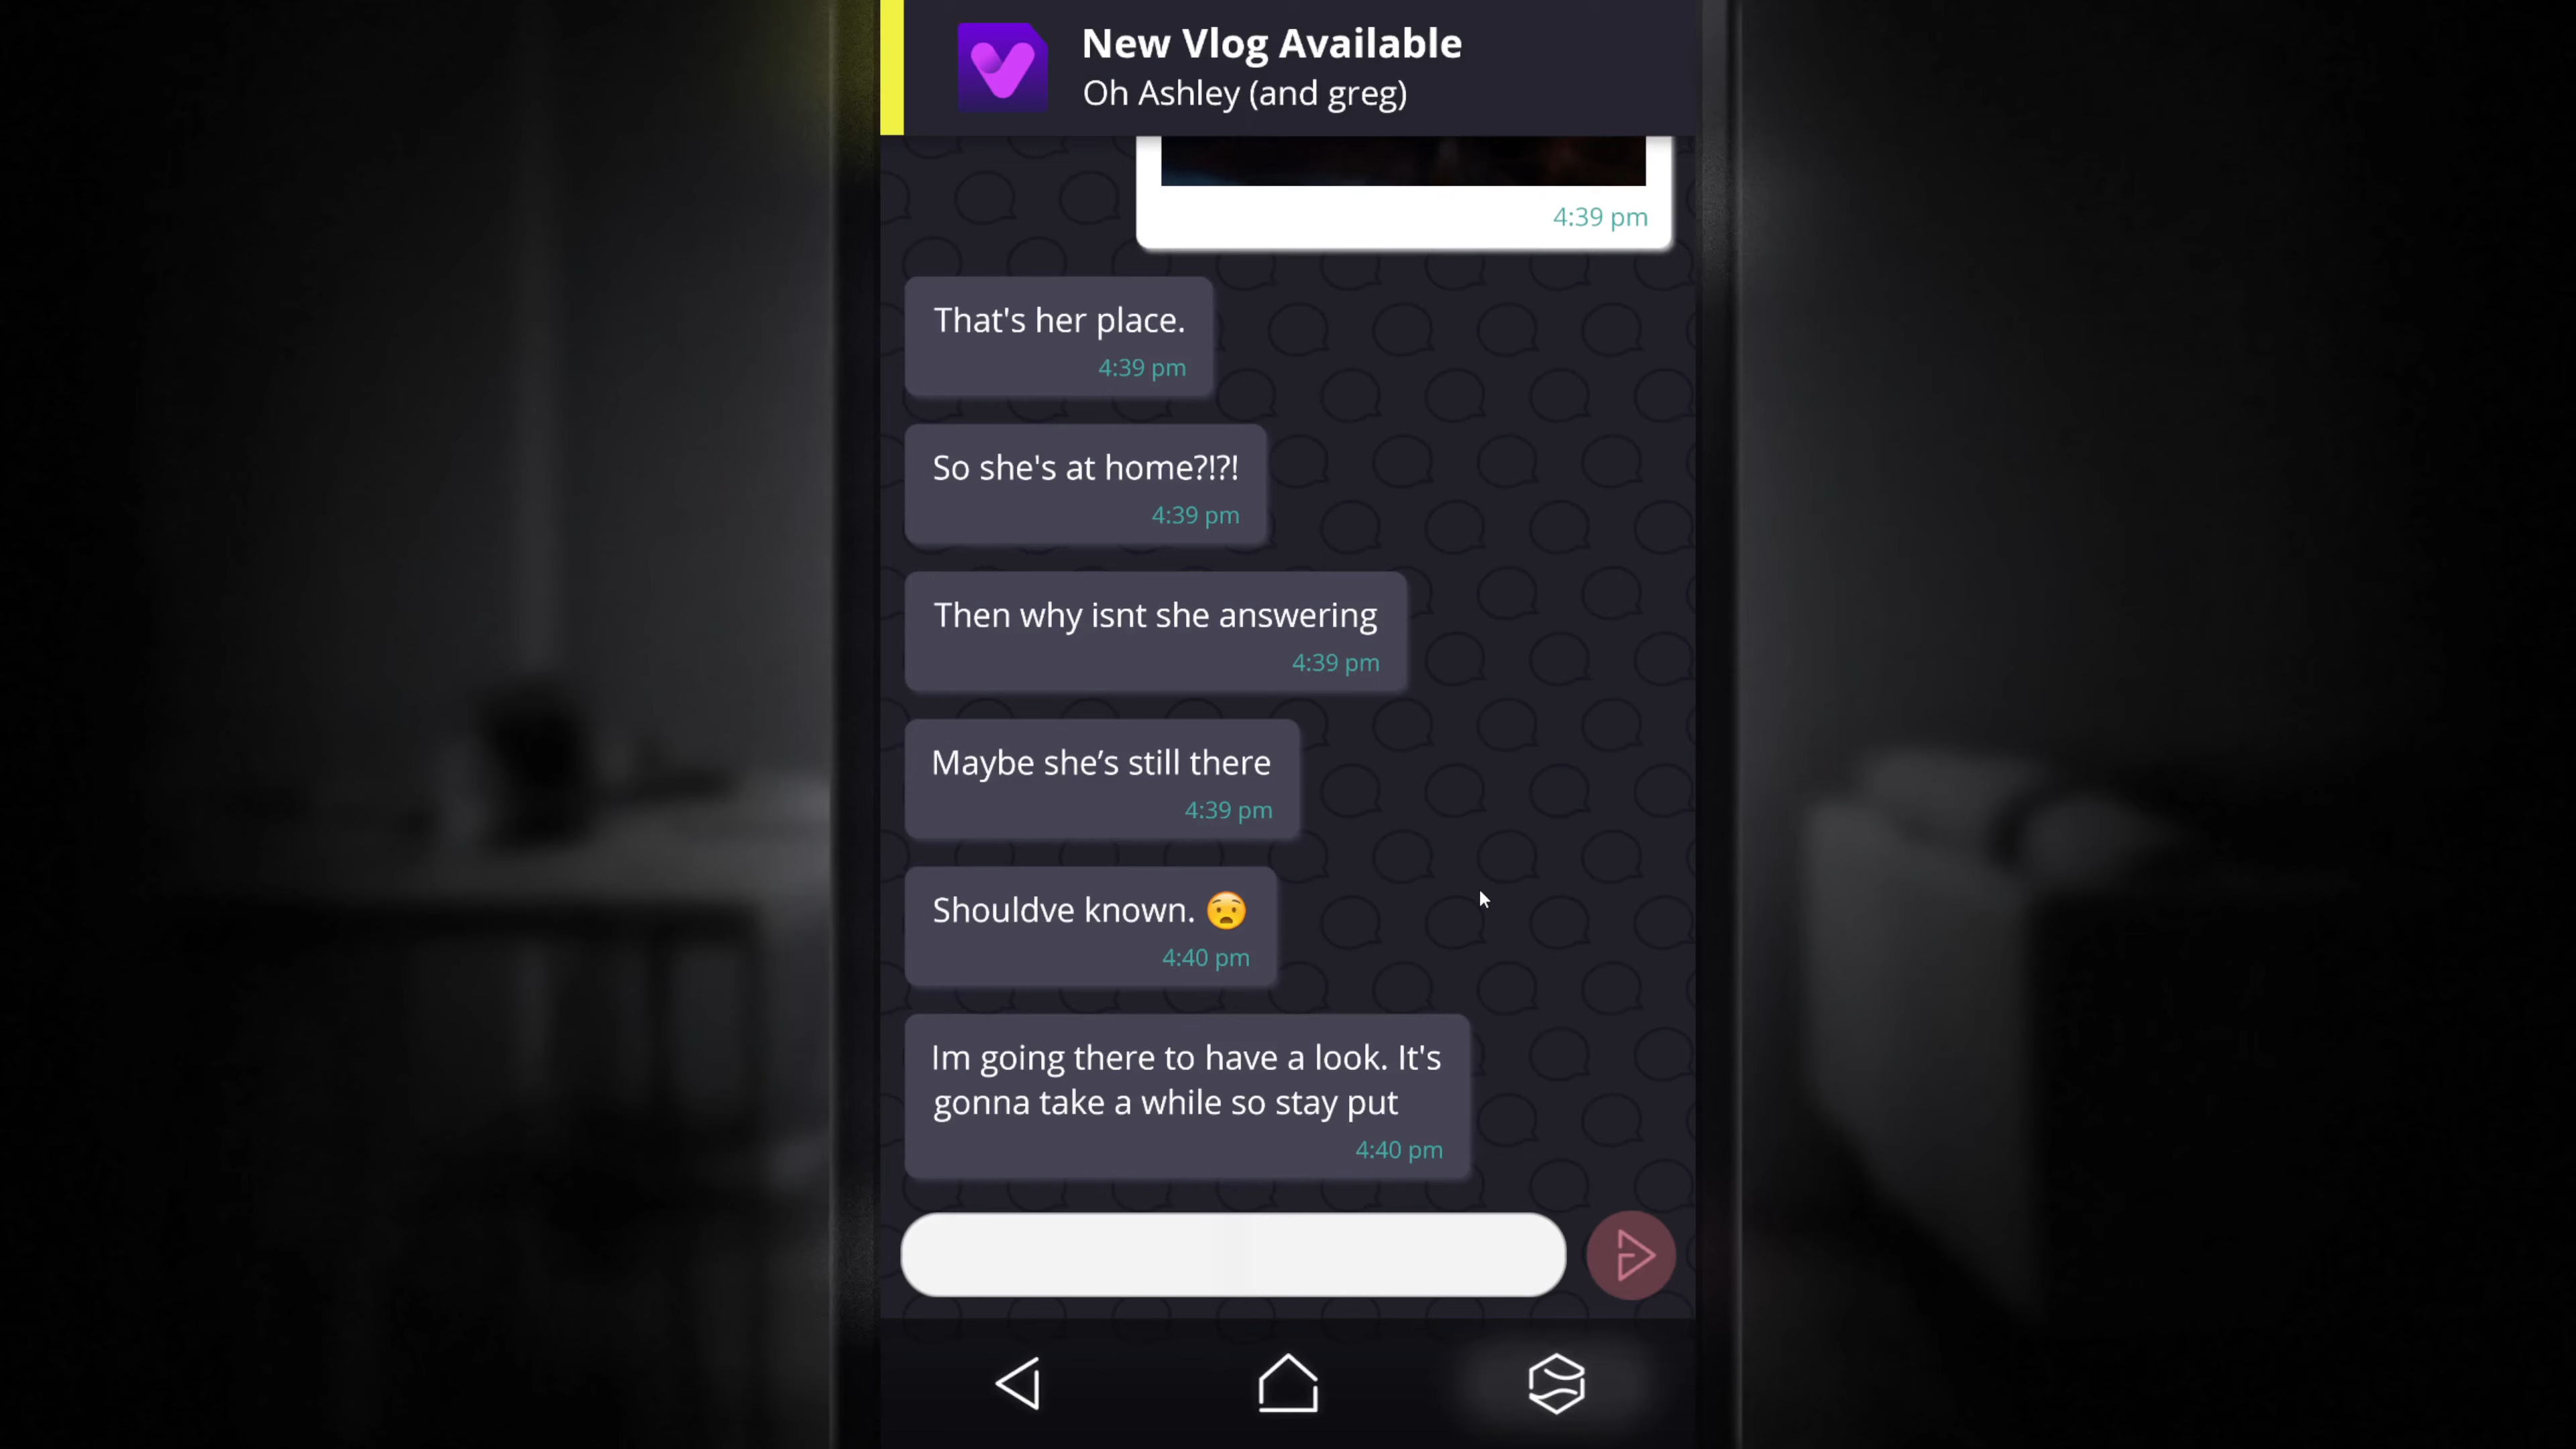 New Vlog Available
Oh Ashley (and greg)
4:39 pm
That's her place.
4:39 pm
So she's at home?!?!
4:39 pm
Then why isnt she answering
4:39 pm
Maybe she’s still there
4:39 pm
Shouldve known. 😧
4:40 pm
Im going there to have a look. It's
gonna take a while so stay put
4:40 pm